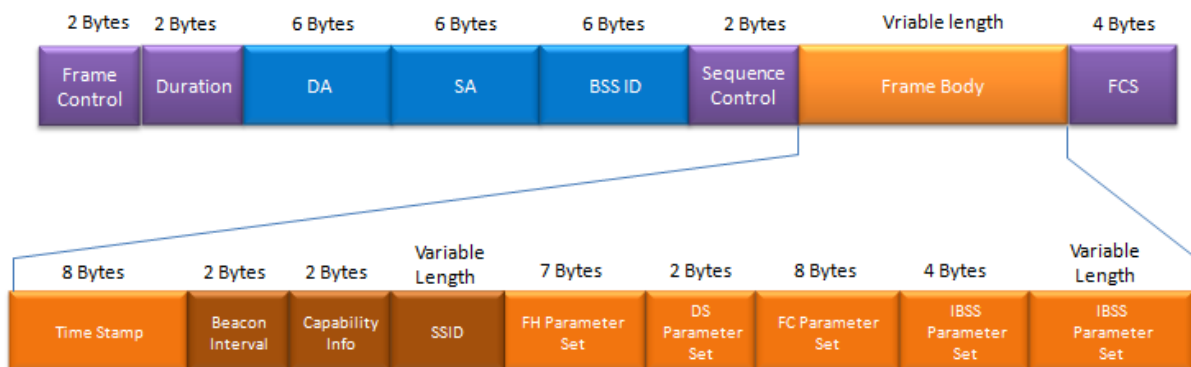 2 Bytes 2 Bytes 6 Bytes 6 Bytes 6 Bytes 2 Bytes Vriable length 4 Bytes
Frame
Control
Duration
DA
SA
BSS ID
Sequence
Control
Frame Body
FCS
8 Bytes 2 Bytes 2 Bytes Variable
Length 7 Bytes 2 Bytes 8 Bytes 4 Bytes Variable
Length
Time Stamp
Beacon
Interval
Capability
Info
SSID
FH Parameter
Set
DS
Parameter
Set
FC Parameter
Set
IBSS
Parameter
Set
IBSS
Parameter
Set